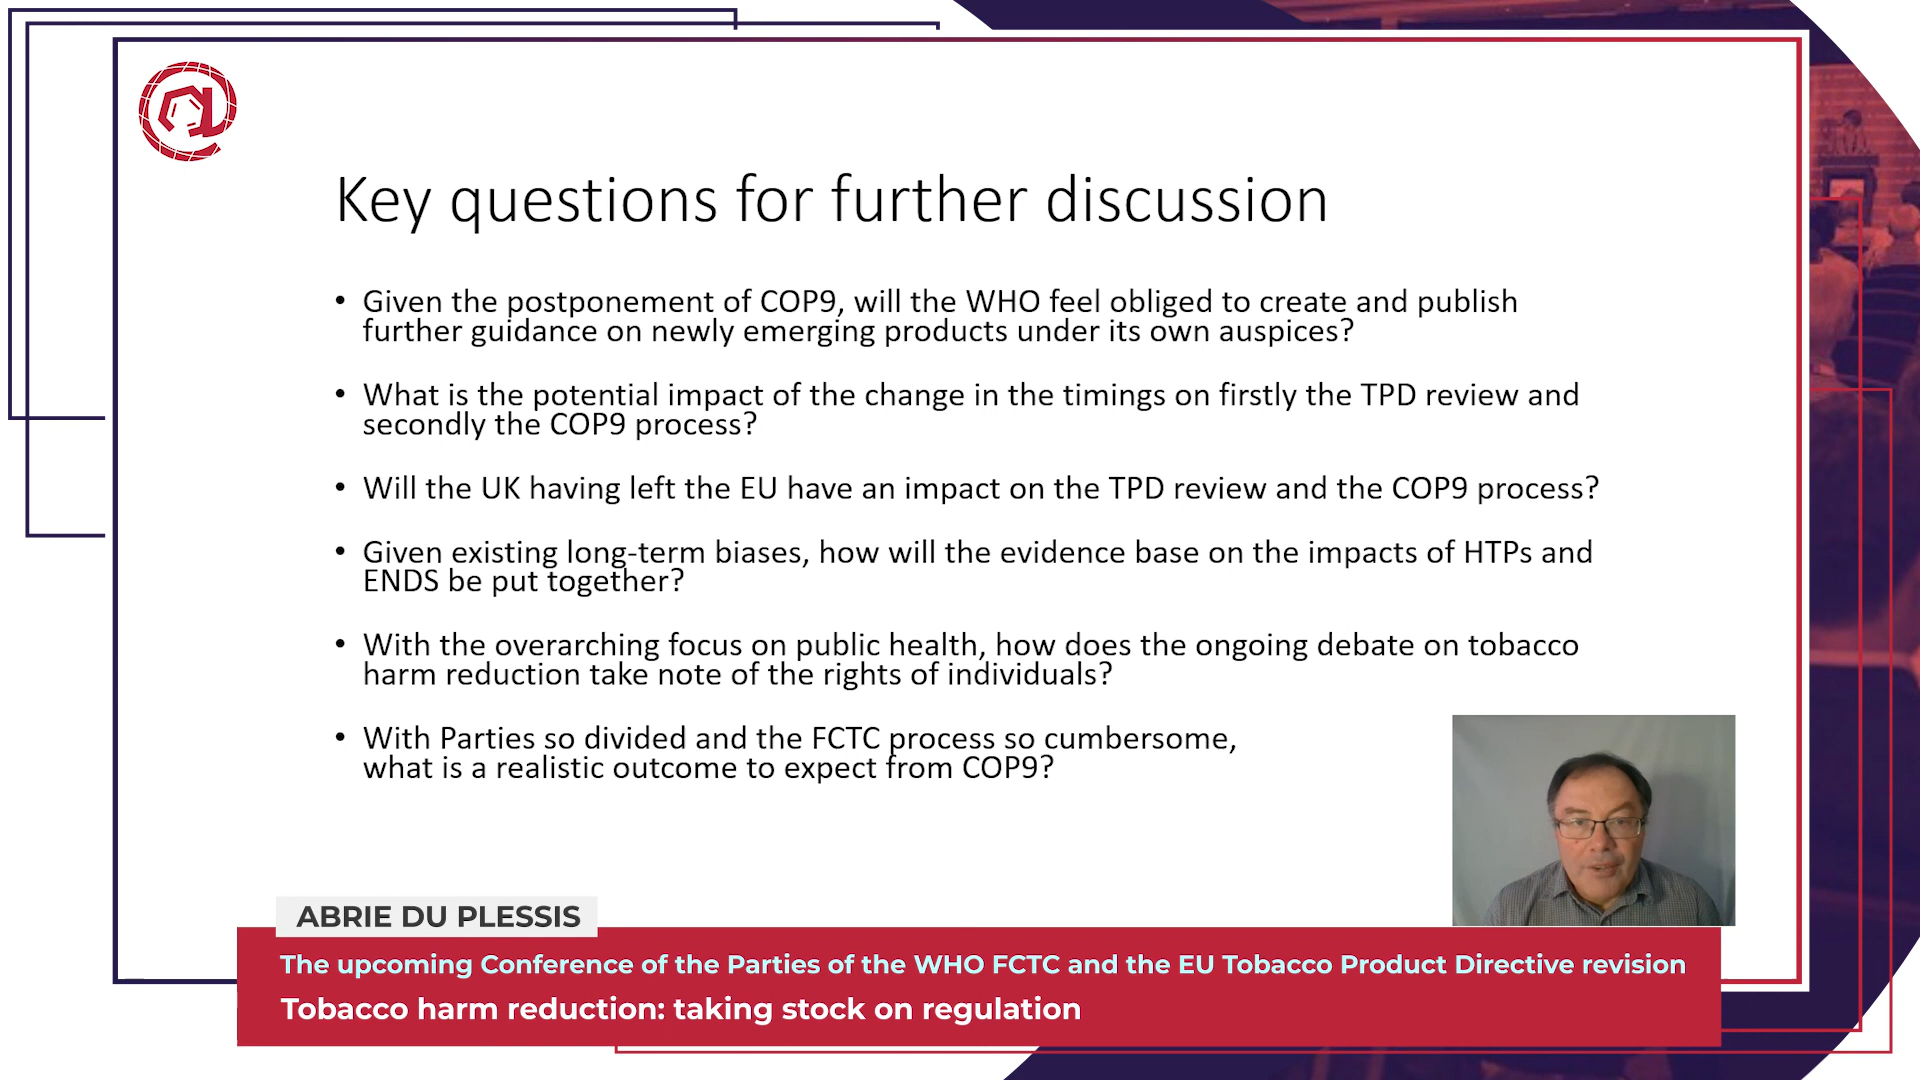 Key questions for further discussion
• Given the postponement of COP9, will the WHO feel obliged to create and publish
further guidance on newly emerging products under its own auspices?
• What is the potential impact of the change in the timings on firstly the TPD review and
secondly the COP9 process?
• Will the UK having left the EU have an impact on the TPD review and the COP9 process?
• Given existing long-term biases, how will the evidence base on the impacts of HTPs and
ENDS be put together?
• With the overarching focus on public health, how does the ongoing debate on tobacco
harm reduction take note of the rights of individuals?
• With Parties so divided and the FCTC process so cumbersome,
what is a realistic outcome to expect from COP9?
ABRIE DU PLESSIS
The upcoming Conference of the Parties of the WHO FCTC and the EU Tobacco Product Directive revision
Tobacco harm reduction: taking stock on regulation